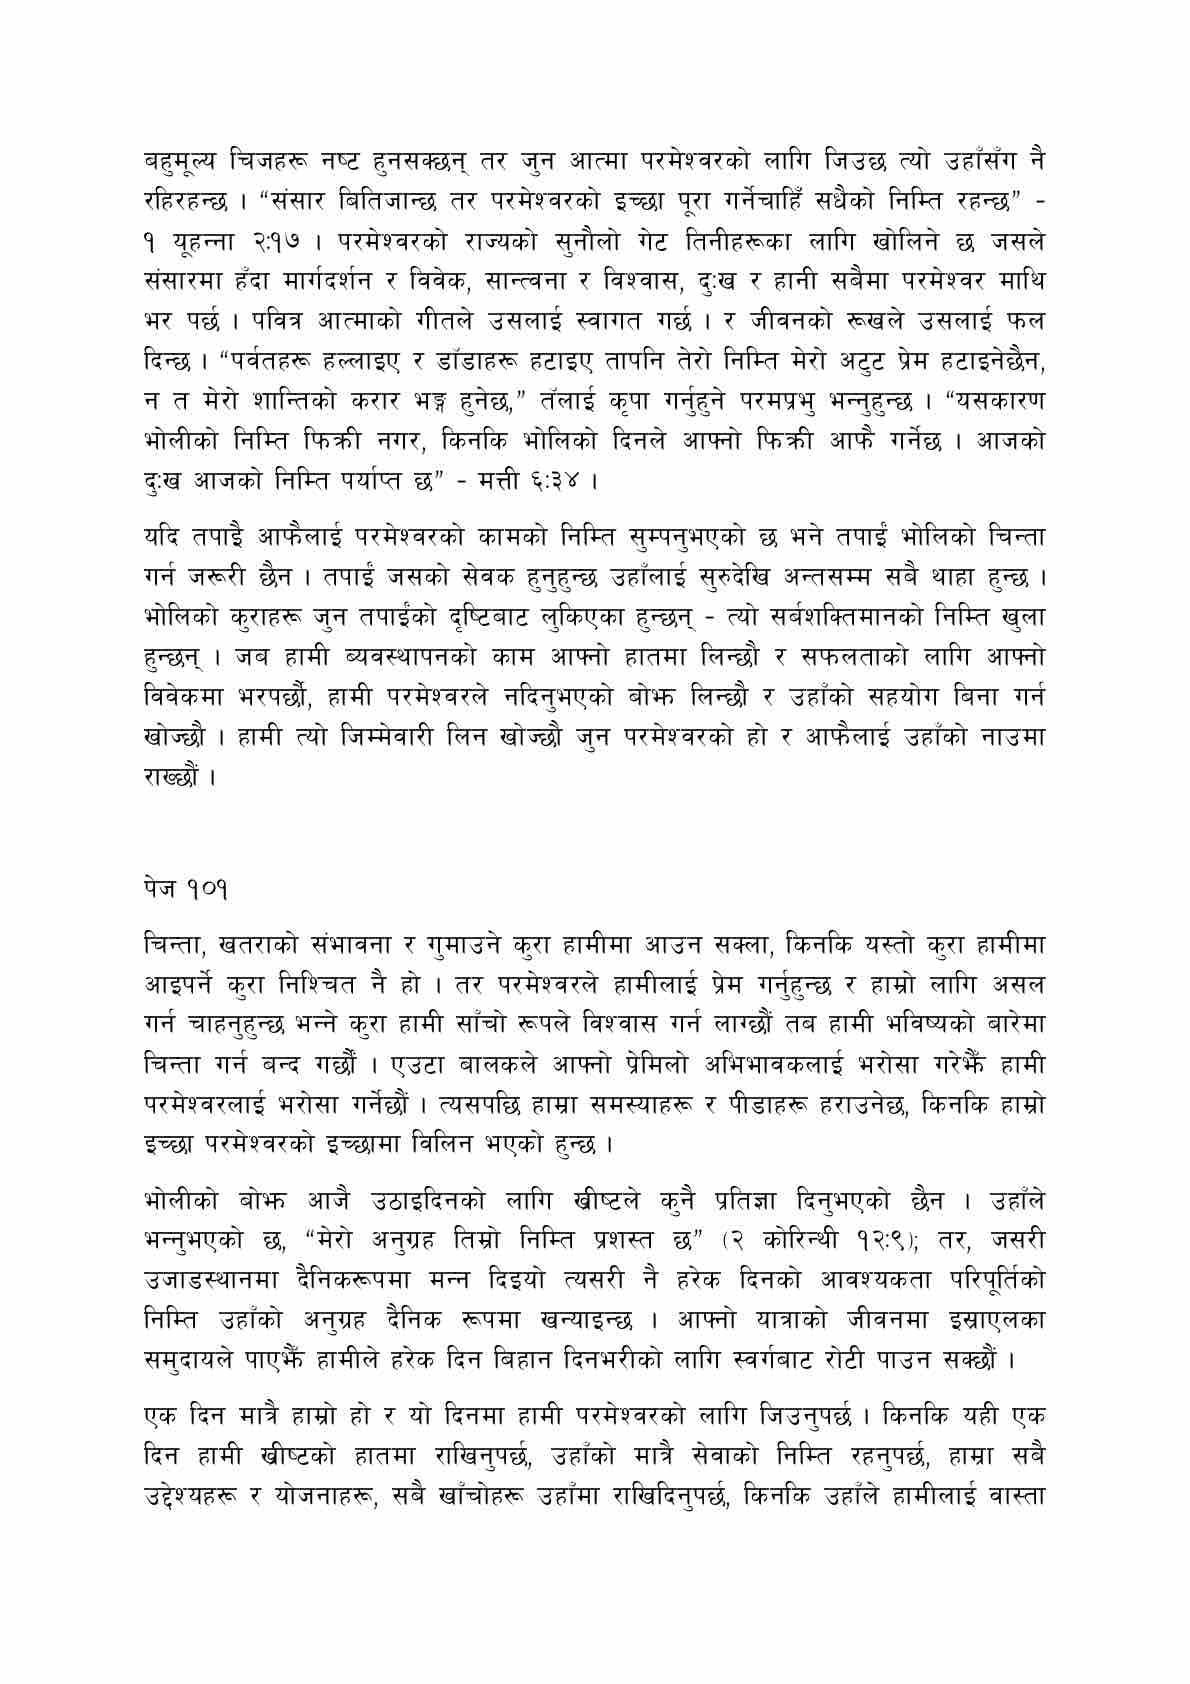 बहुमूल्य चिजहरू नष्ट हुनसक्छन् तर जुन आत्मा परमेश्वरको लागि जिउछ त्यो उहाँसँग नै
रहिरहन्छ । “संसार बितिजान्छ तर परमेश्वरको इच्छा पूरा गर्नेचाहिँ सधैको निम्ति रहन्छ” -
१ यूहन्ना २:१७ । परमेश्वरको राज्यको सुनौलो गेट तिनीहरूका लागि खोलिने छ जसले
संसारमा हुँदा मार्गदर्शन र विवेक, सान्त्वना र विश्वास, दुःख र हानी सबैमा परमेश्वर माथि
भर पर्छ । पवित्र आत्माको गीतले उसलाई स्वागत गर्छ । र जीवनको रूखले उसलाई फल
दिन्छ । “पर्वतहरू हल्लाइए र डाँडाहरू हटाइए तापनि तेरो निम्ति मेरो अटुट प्रेम हटाइनेछैन,
न त मेरो शान्तिको करार भङ्ग हुनेछ,” तँलाई कृपा गर्नुहुने परमप्रभु भन्नुहुन्छ । “यसकारण
भोलीको निम्ति फिक्री नगर, किनकि भोलिको दिनले आफ्नो फिक्री आफै गर्नेछ । आजको
दुःख आजको निम्ति पर्याप्त छ” - मत्ती ६:३४ ।
यदि तपाइै आफैलाई परमेश्वरको कामको निम्ति सुम्पनुभएको छ भने तपाईं भोलिको चिन्ता
गर्न जरूरी छैन । तपाईं जसको सेवक हुनुहुन्छ उहाँलाई सुरुदेखि अन्तसम्म सबै थाहा हुन्छ ।
भोलिको कुराहरू जुन तपाईंको दृष्टिबाट लुकिएका हुन्छन् - त्यो सर्बशक्तिमानको निम्ति खुला
हुन्छन् । जब हामी ब्यवस्थापनको काम आफ्नो हातमा लिन्छौ र सफलताको लागि आफ्नो
विवेकमा भरपर्छौं, हामी परमेश्वरले नदिनुभएको बोझ लिन्छौ र उहाँको सहयोग बिना गर्न
खोज्छौ । हामी त्यो जिम्मेवारी लिन खोज्छौ जुन परमेश्वरको हो र आफैलाई उहाँको नाउमा
राख्छौं ।
पेज १०१
चिन्ता, खतराको संभावना र गुमाउने कुरा हामीमा आउन सक्ला, किनकि यस्तो कुरा हामीमा
आइपर्ने कुरा निश्चित नै हो । तर परमेश्वरले हामीलाई प्रेम गर्नुहुन्छ र हाम्रो लागि असल
गर्न चाहनुहुन्छ भन्ने कुरा हामी साँचो रूपले विश्वास गर्न लाग्छौं तब हामी भविष्यको बारेमा
चिन्ता गर्न बन्द गर्छौं । एउटा बालकले आफ्नो प्रेमिलो अभिभावकलाई भरोसा गरेझैँ हामी
परमेश्वरलाई भरोसा गर्नेछौं । त्यसपछि हाम्रा समस्याहरू र पीडाहरू हराउनेछ, किनकि हाम्रो
इच्छा परमेश्वरको इच्छामा विलिन भएको हुन्छ ।
भोलीको बोझ आजै उठाइदिनको लागि ख्रीष्टले कुनै प्रतिज्ञा दिनुभएको छैन । उहाँले
भन्नुभएको छ, “मेरो अनुग्रह तिम्रो निम्ति प्रशस्त छ” (२ कोरिन्थी १२:९); तर, जसरी
उजाडस्थानमा दैनिकरूपमा मन्न दिइयो त्यसरी नै हरेक दिनको आवश्यकता परिपूर्तिको
निम्ति उहाँको अनुग्रह दैनिक रूपमा खन्याइन्छ । आफ्नो यात्राको जीवनमा इस्राएलका
समुदायले पाएझैँ हामीले हरेक दिन बिहान दिनभरीको लागि स्वर्गबाट रोटी पाउन सक्छौं ।
एक दिन मात्रै हाम्रो हो र यो दिनमा हामी परमेश्वरको लागि जिउनुपर्छ । किनकि यही एक
दिन हामी ख्रीष्टको हातमा राखिनुपर्छ, उहाँको मात्रै सेवाको निम्ति रहनुपर्छ, हाम्रा सबै
उद्देश्यहरू र योजनाहरू, सबै खाँचोहरू उहाँमा राखिदिनुपर्छ, किनकि उहाँले हामीलाई वास्ता